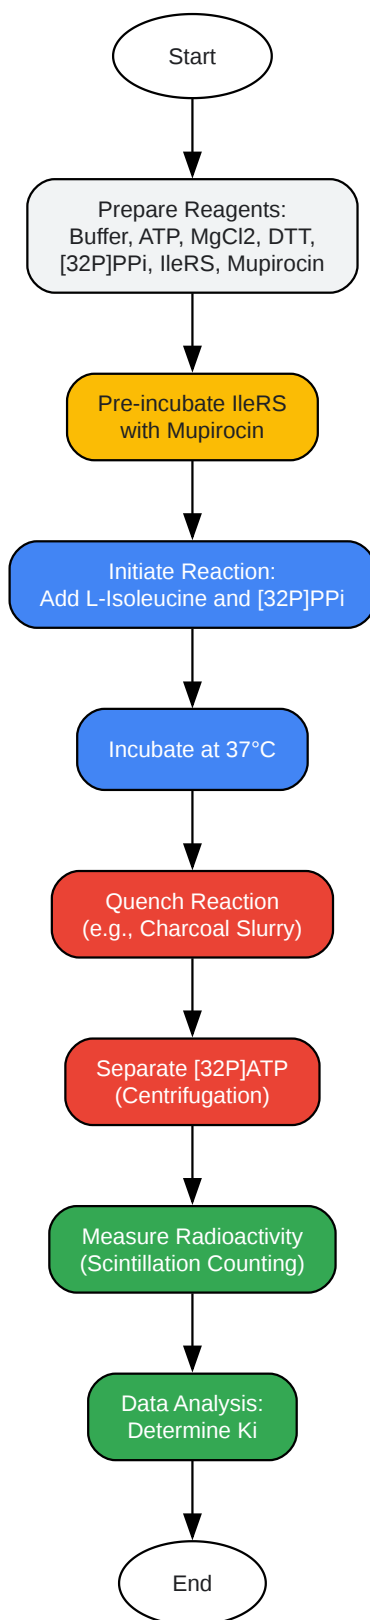 Start
Prepare Reagents:
Buffer, ATP, MgCl2, DTT,
[32P]PPi, IleRS, Mupirocin
Pre-incubate IleRS
with Mupirocin
Initiate Reaction:
Add L-Isoleucine and [32P]PPi
Incubate at 37°C
Quench Reaction
(e.g., Charcoal Slurry)
Separate [32P]ATP
(Centrifugation)
Measure Radioactivity
(Scintillation Counting)
Data Analysis:
Determine Ki
End